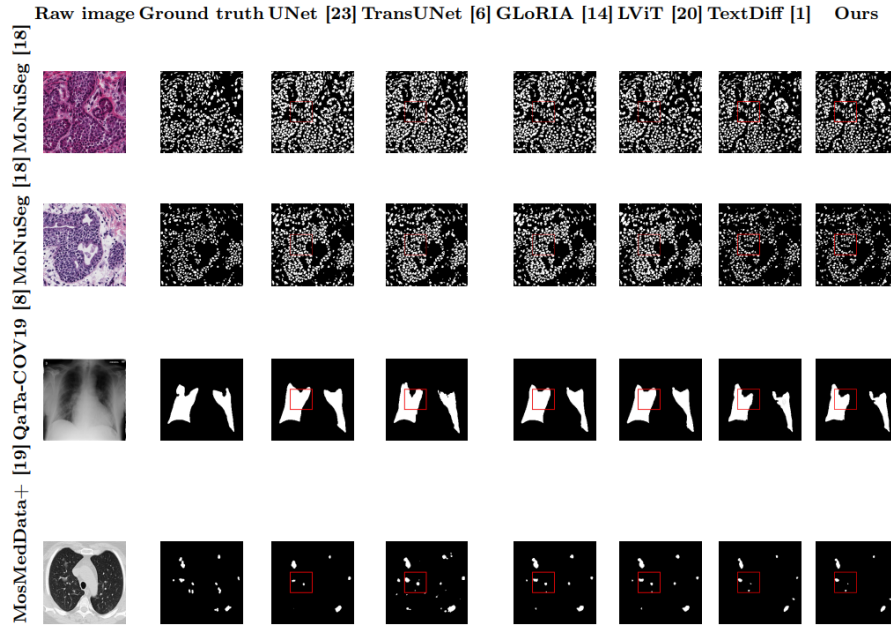 Raw image Ground truth UNet [23] TransUNet [6] GLoRIA [14] LViT [20] TextDiff [1] Ours
MoNuSeg [18]
MoNuSeg [18]
QaTa-COV19 [8]
MosMedData+ [19]